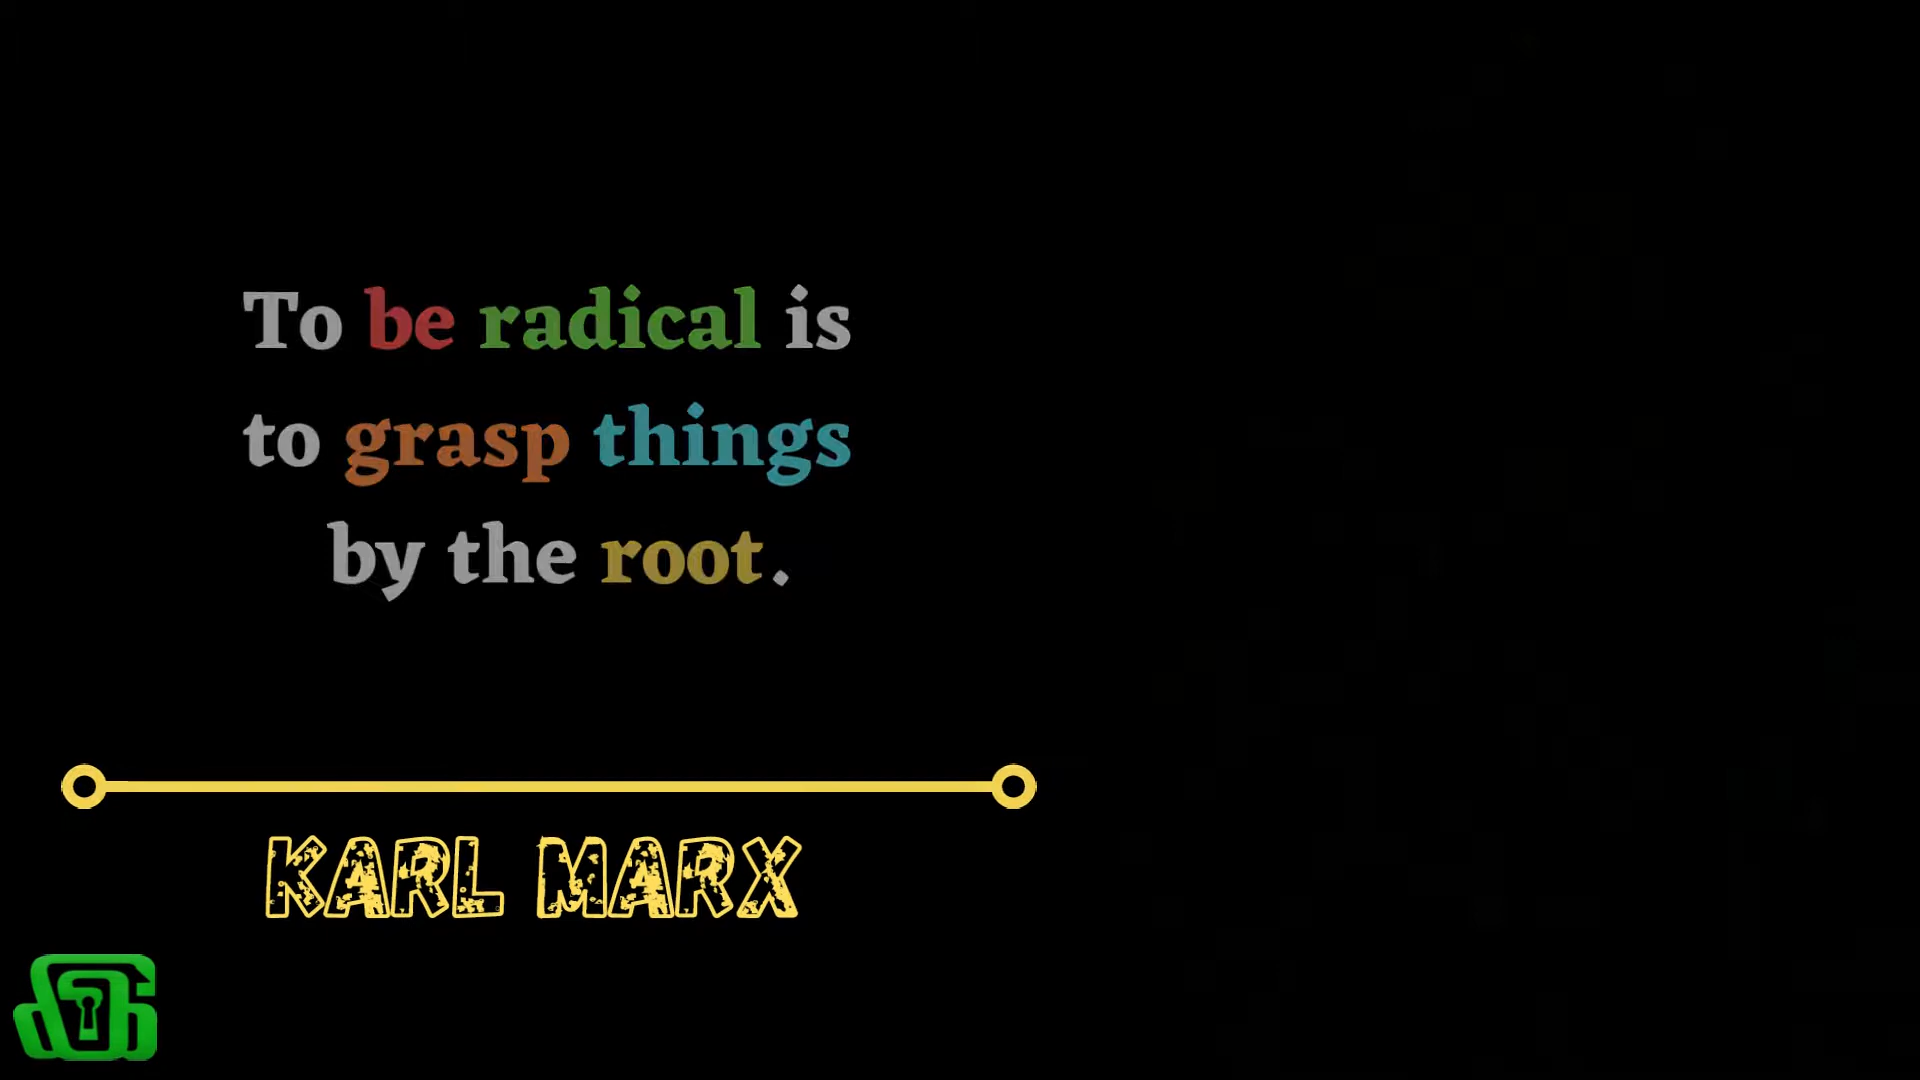 To be radical is
to grasp things
by the root.
KARL MARX